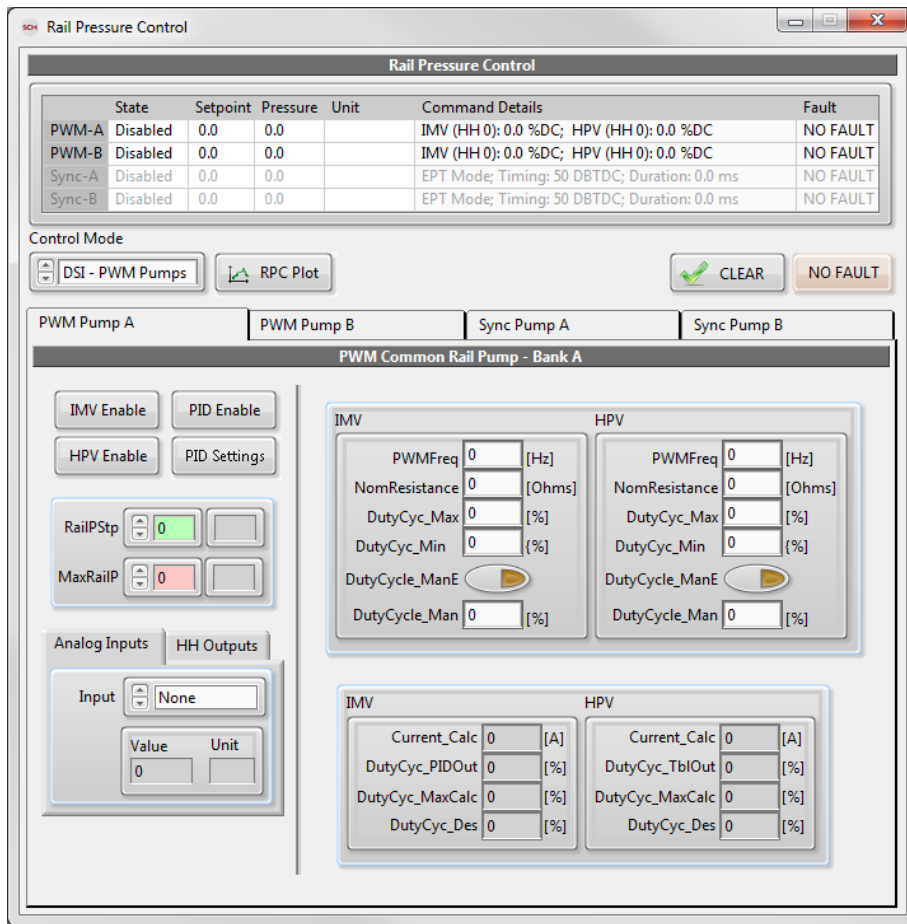 SCM Rail Pressure Control
Rail Pressure Control
State Setpoint Pressure Unit Command Details Fault
PWM-A Disabled 0.0 0.0 IMV (HH 0): 0.0 %DC; HPV (HH 0): 0.0 %DC NO FAULT
PWM-B Disabled 0.0 0.0 IMV (HH 0): 0.0 %DC; HPV (HH 0): 0.0 %DC NO FAULT
Sync-A Disabled 0.0 0.0 EPT Mode; Timing: 50 DBTDC; Duration: 0.0 ms NO FAULT
Sync-B Disabled 0.0 0.0 EPT Mode; Timing: 50 DBTDC; Duration: 0.0 ms NO FAULT
Control Mode
DSI - PWM Pumps RPC Plot CLEAR NO FAULT
PWM Pump A PWM Pump B Sync Pump A Sync Pump B
PWM Common Rail Pump - Bank A
IMV Enable PID Enable
HPV Enable PID Settings
RailPStp 0
MaxRailP 0
Analog Inputs HH Outputs
Input None
Value Unit
0
IMV HPV
PWMFreq 0 [Hz] PWMFreq 0 [Hz]
NomResistance 0 [Ohms] NomResistance 0 [Ohms]
DutyCyc_Max 0 [%] DutyCyc_Max 0 [%]
DutyCyc_Min 0 {%] DutyCyc_Min 0 {%]
DutyCycle_ManE DutyCycle_ManE
DutyCycle_Man 0 [%] DutyCycle_Man 0 [%]
IMV HPV
Current_Calc 0 [A] Current_Calc 0 [A]
DutyCyc_PIDOut 0 [%] DutyCyc_TblOut 0 [%]
DutyCyc_MaxCalc 0 [%] DutyCyc_MaxCalc 0 [%]
DutyCyc_Des 0 [%] DutyCyc_Des 0 [%]